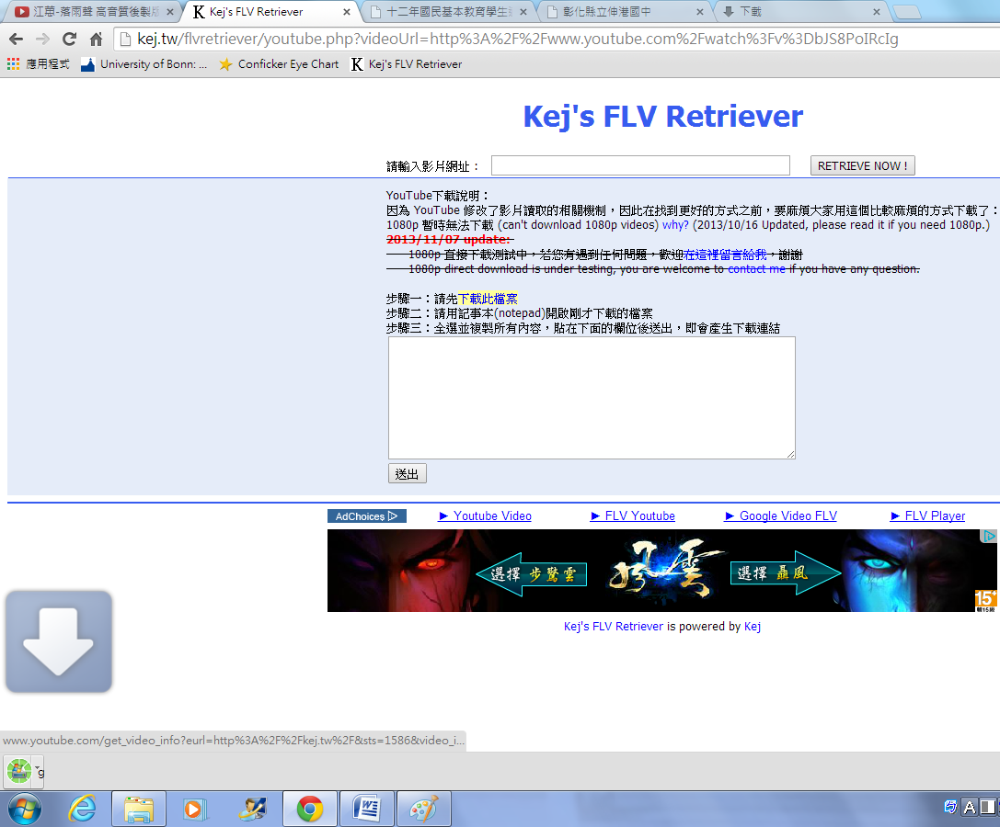 江蕙-落雨聲 高音質後製版
Kej's FLV Retriever
十二年國民基本教育學生
彰化縣立伸港國中
下載
kej.tw/flvretriever/youtube.php?videoUrl=http%3A%2F%2Fwww.youtube.com%2Fwatch%3Fv%3DbJS8PoIRcIg
應用程式
University of Bonn: ...
Conficker Eye Chart
K Kej's FLV Retriever
Kej's FLV Retriever
請輸入影片網址：
RETRIEVE NOW !
YouTube下載說明：
因為 YouTube 修改了影片讀取的相關機制，因此在找到更好的方式之前，要麻煩大家用這個比較麻煩的方式下載了：
1080p 暫時無法下載 (can't download 1080p videos) why? (2013/10/16 Updated, please read it if you need 1080p.)
2013/11/07 update:
1080p 直接下載測試中，若您有遇到任何問題，歡迎在這裡留言給我，謝謝
1080p direct download is under testing, you are welcome to contact me if you have any question.
步驟一：請先下載此檔案
步驟二：請用記事本(notepad)開啟剛才下載的檔案
步驟三：全選並複製所有內容，貼在下面的欄位後送出，即會產生下載連結
送出
AdChoices
► Youtube Video
► FLV Youtube
► Google Video FLV
► FLV Player
選擇 步驚雲
風雲
選擇 聶風
15+
輔15級
Kej's FLV Retriever is powered by Kej
www.youtube.com/get_video_info?eurl=http%3A%2F%2Fkej.tw%2F&sts=1586&video_i...
g
A